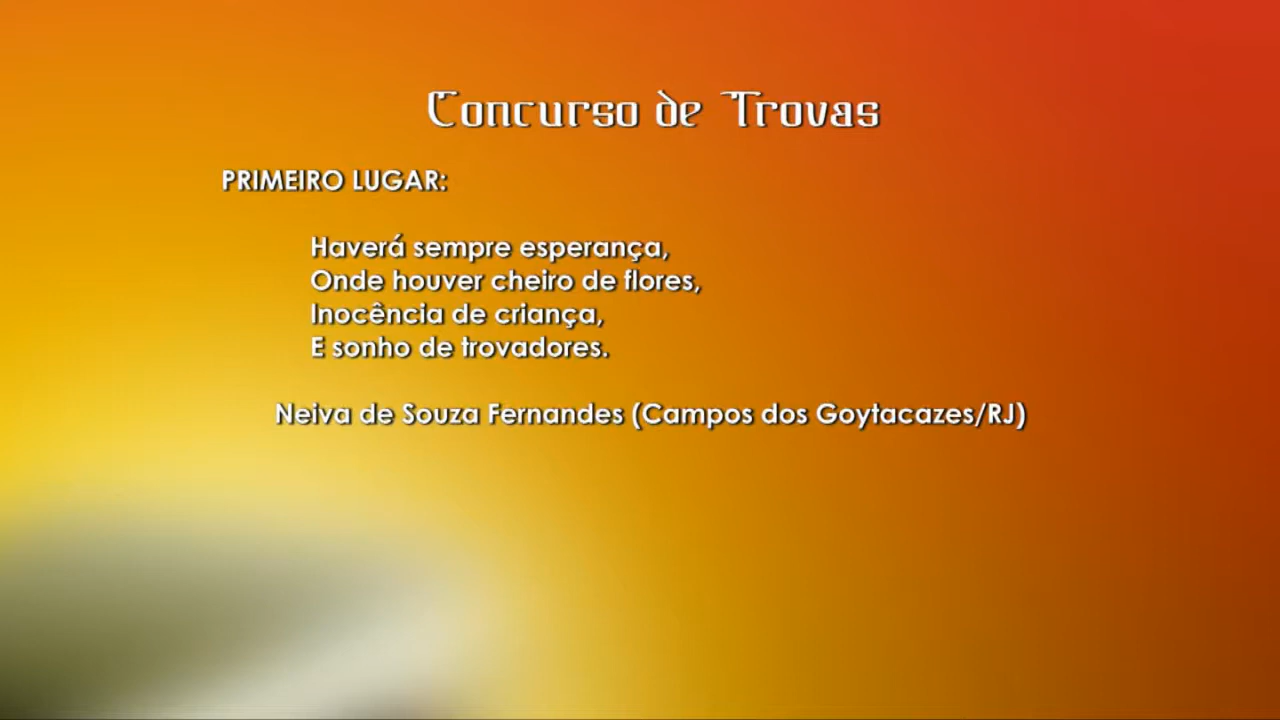 Concurso de Trovas
PRIMEIRO LUGAR:
Haverá sempre esperança,
Onde houver cheiro de flores,
Inocência de criança,
E sonho de trovadores.
Neiva de Souza Fernandes (Campos dos Goytacazes/RJ)